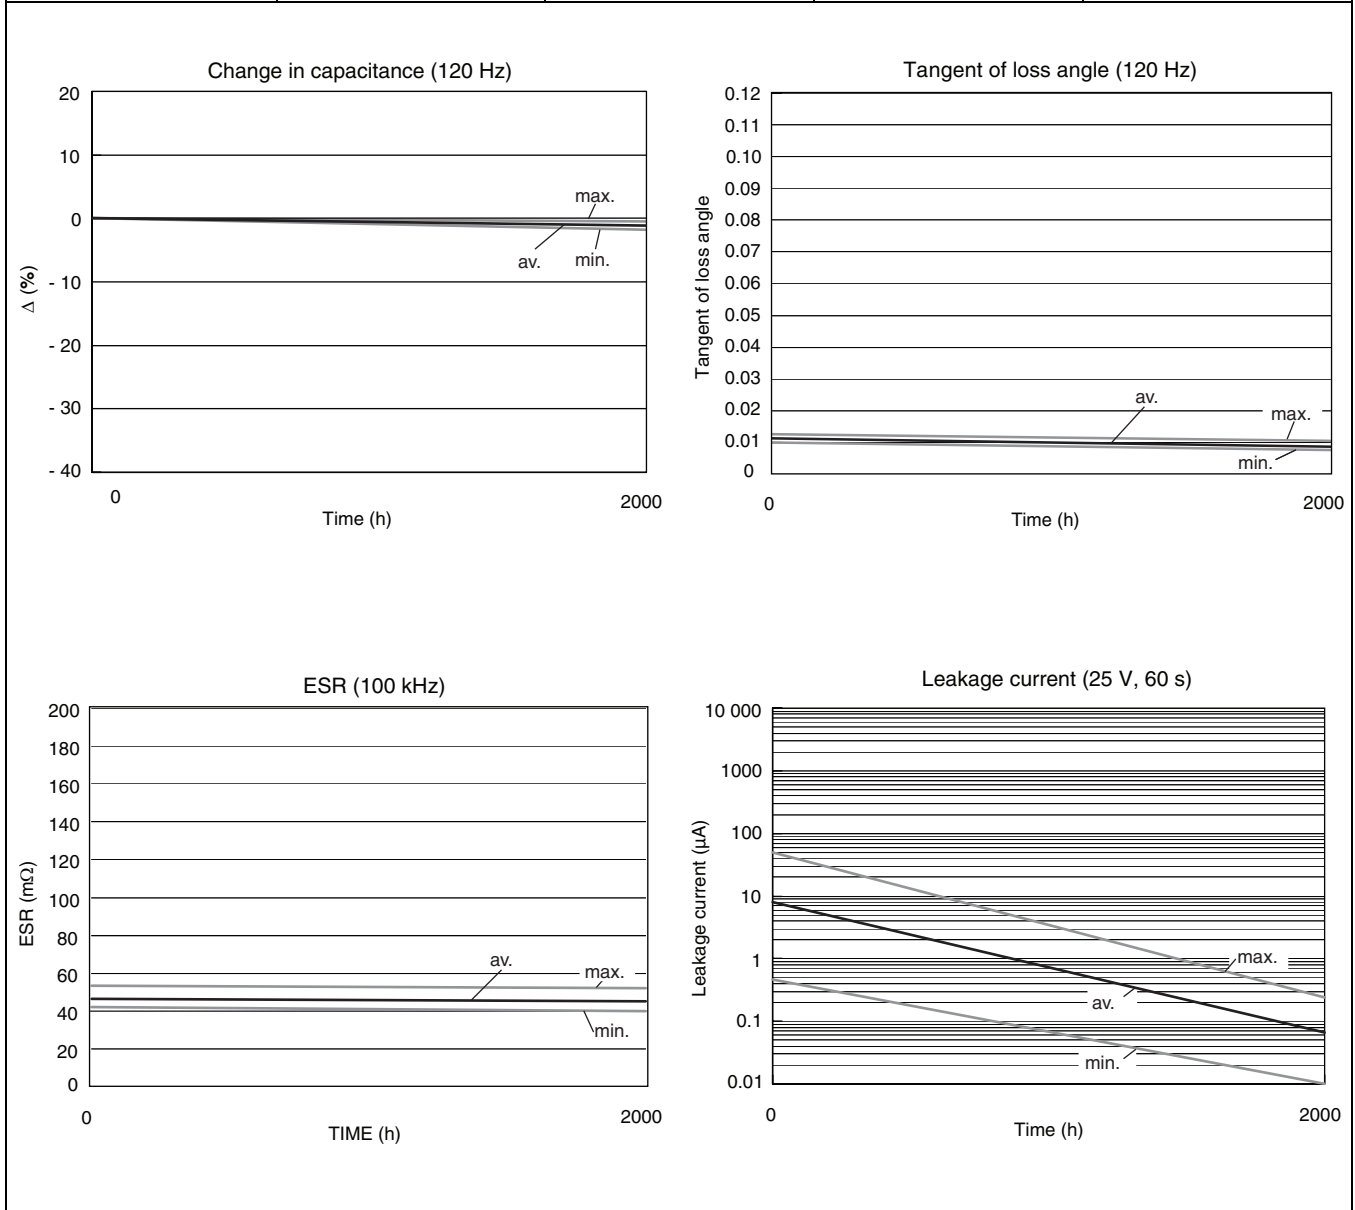 Change in capacitance (120 Hz)
20
10
0
- 10
- 20
- 30
- 40
Δ (%)
max.
av.
min.
0
2000
Time (h)
Tangent of loss angle (120 Hz)
0.12
0.11
0.10
0.09
0.08
0.07
0.06
0.05
0.04
0.03
0.02
0.01
0
Tangent of loss angle
av.
max.
min.
0
2000
Time (h)
ESR (100 kHz)
200
180
160
140
120
100
80
60
40
20
0
ESR (mΩ)
av.
max.
min.
0
2000
TIME (h)
Leakage current (25 V, 60 s)
10 000
1000
100
10
1
0.1
0.01
Leakage current (µA)
max.
av.
min.
0
2000
Time (h)